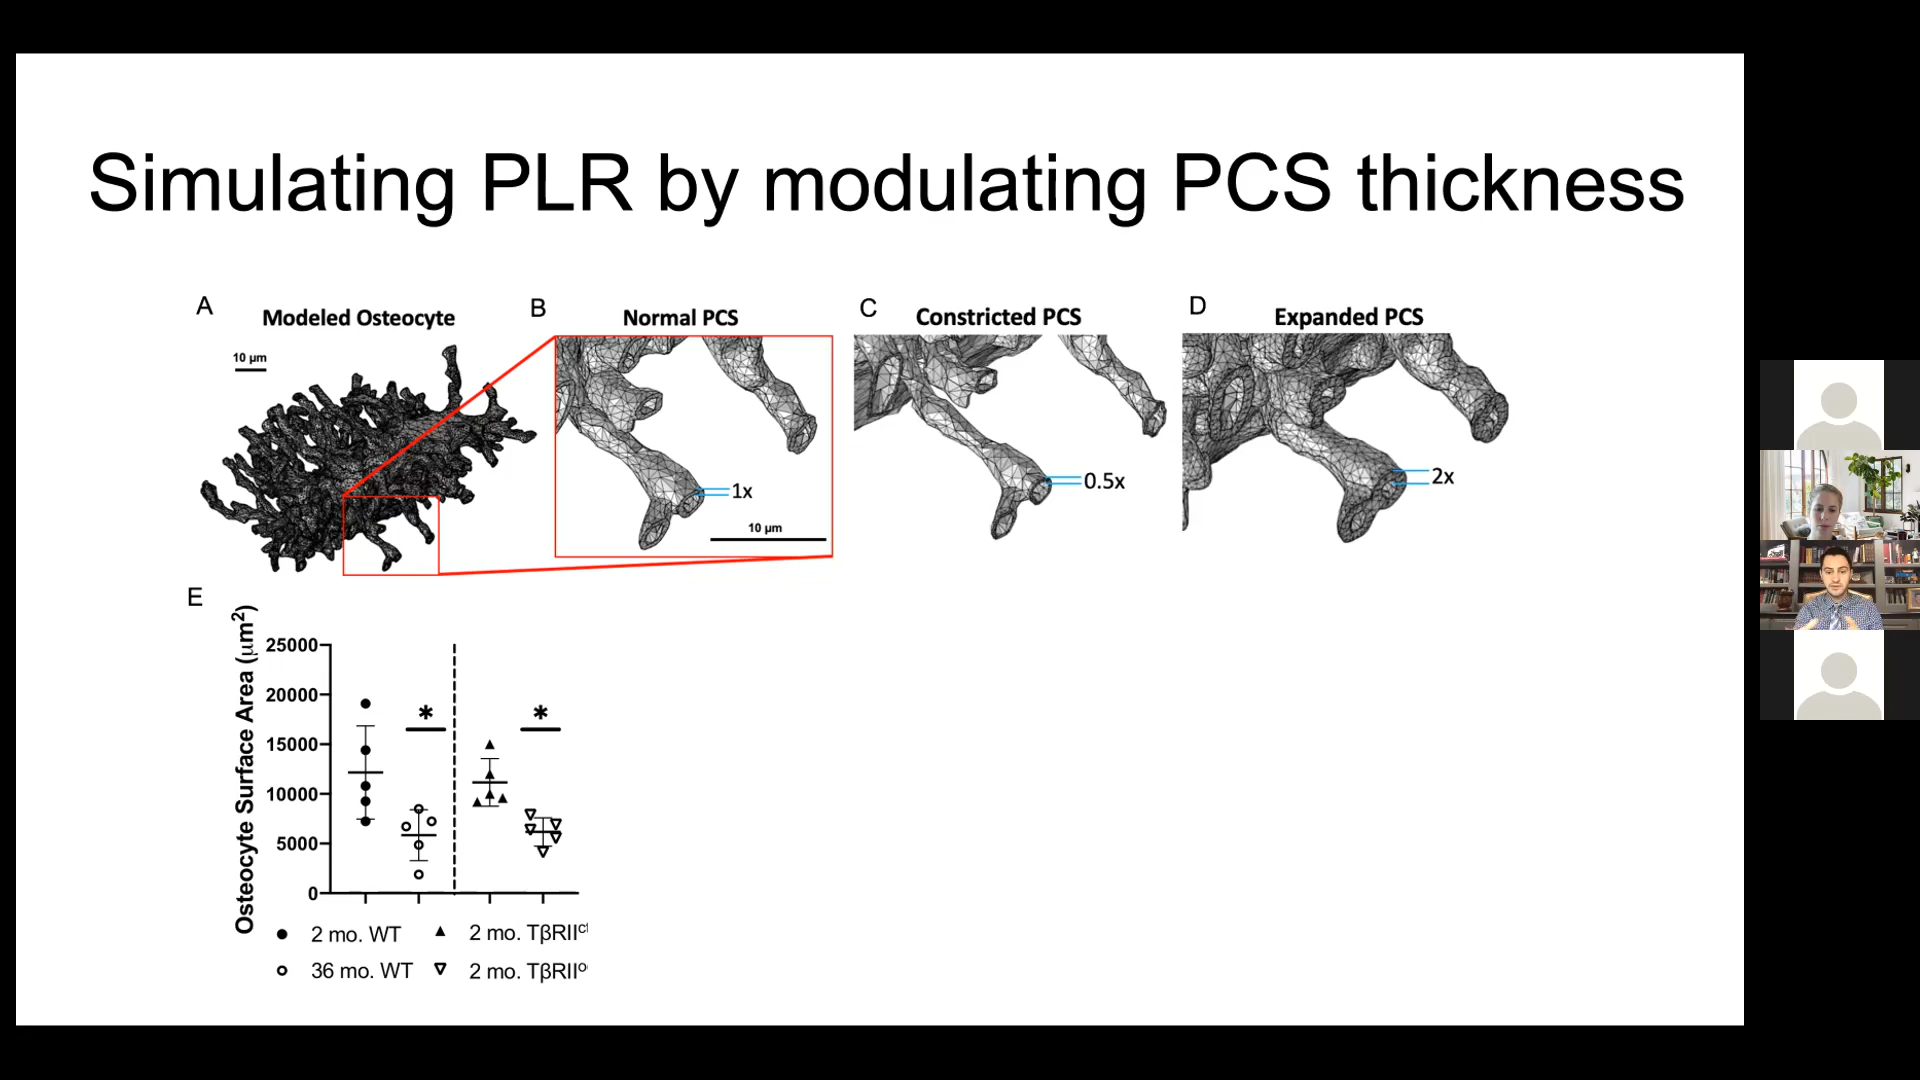 Simulating PLR by modulating PCS thickness
A
Modeled Osteocyte
10 µm
B
Normal PCS
1x
10 µm
C
Constricted PCS
0.5x
D
Expanded PCS
2x
E
Osteocyte Surface Area (µm²)
25000
20000
15000
10000
5000
0
*
*
2 mo. WT
36 mo. WT
2 mo. TβRII
2 mo. TβRII